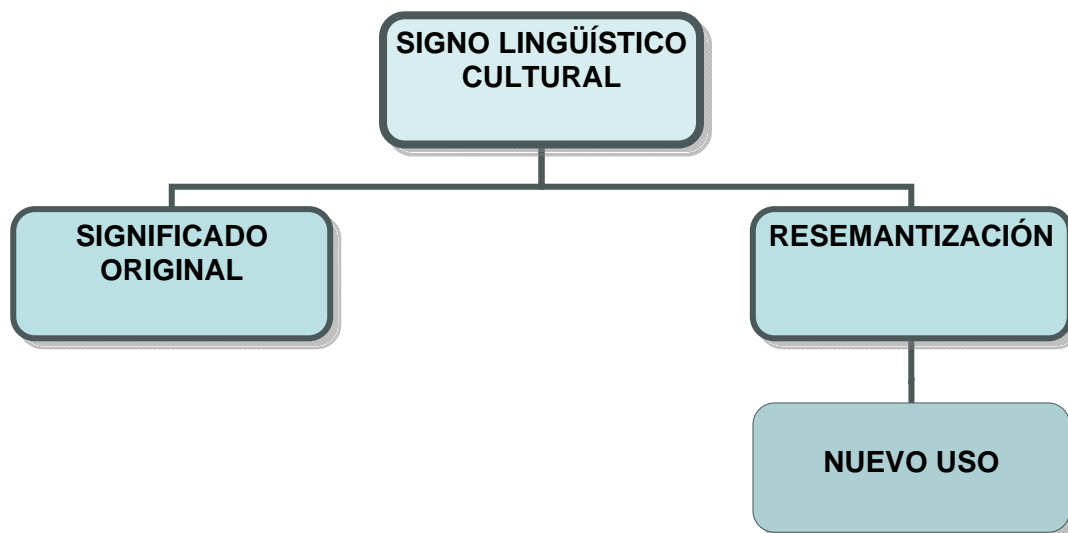 SIGNO LINGÜÍSTICO
CULTURAL
SIGNIFICADO
ORIGINAL
RESEMANTIZACIÓN
NUEVO USO